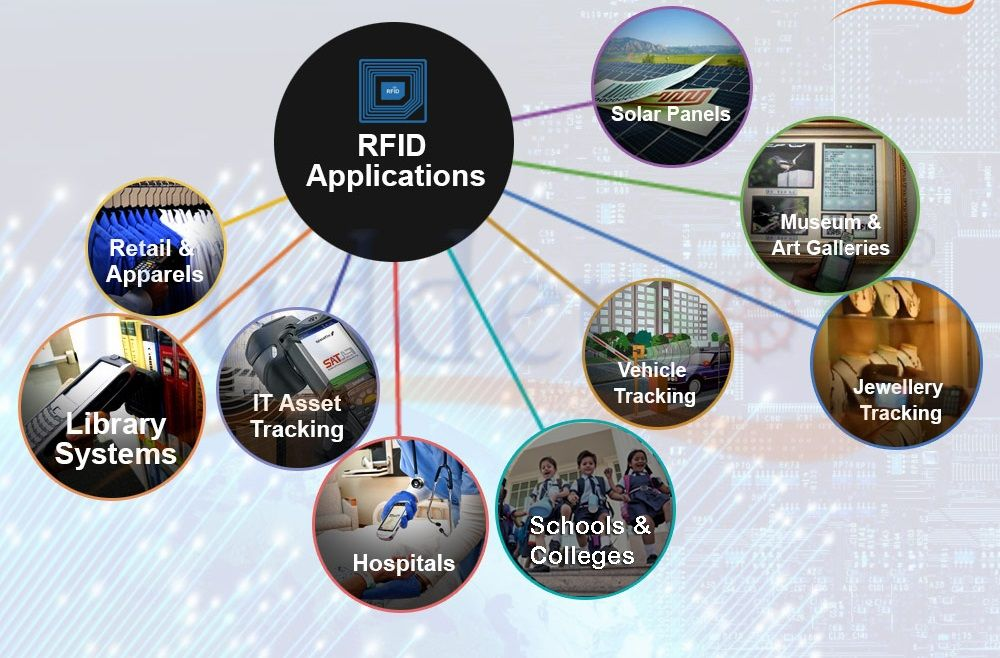 RFID
RFID
Applications
Solar Panels
Museum &
Art Galleries
Retail &
Apparels
Jewellery
Tracking
Vehicle
Tracking
IT Asset
Tracking
SAT
Library
Systems
Hospitals
Schools &
Colleges